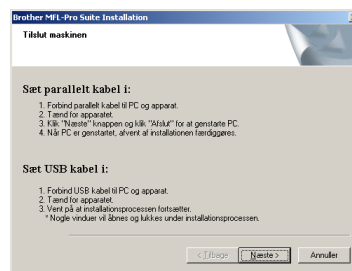 Brother MFL-Pro Suite Installation
Tilslut maskinen
Sæt parallelt kabel i:
1. Forbind parallelt kabel til PC og apparat.
2. Tænd for apparatet.
3. Klik "Næste" knappen og klik "Afslut" for at genstarte PC.
4. Når PC er genstartet, afvent af installationen færdiggøres.
Sæt USB kabel i:
1. Forbind USB kabel til PC og apparat.
2. Tænd for apparatet.
3. Vent på at installationsprocessen fortsætter.
* Nogle vinduer vil åbnes og lukkes under installationsprocessen.
< Tilbage Næste > Annuller